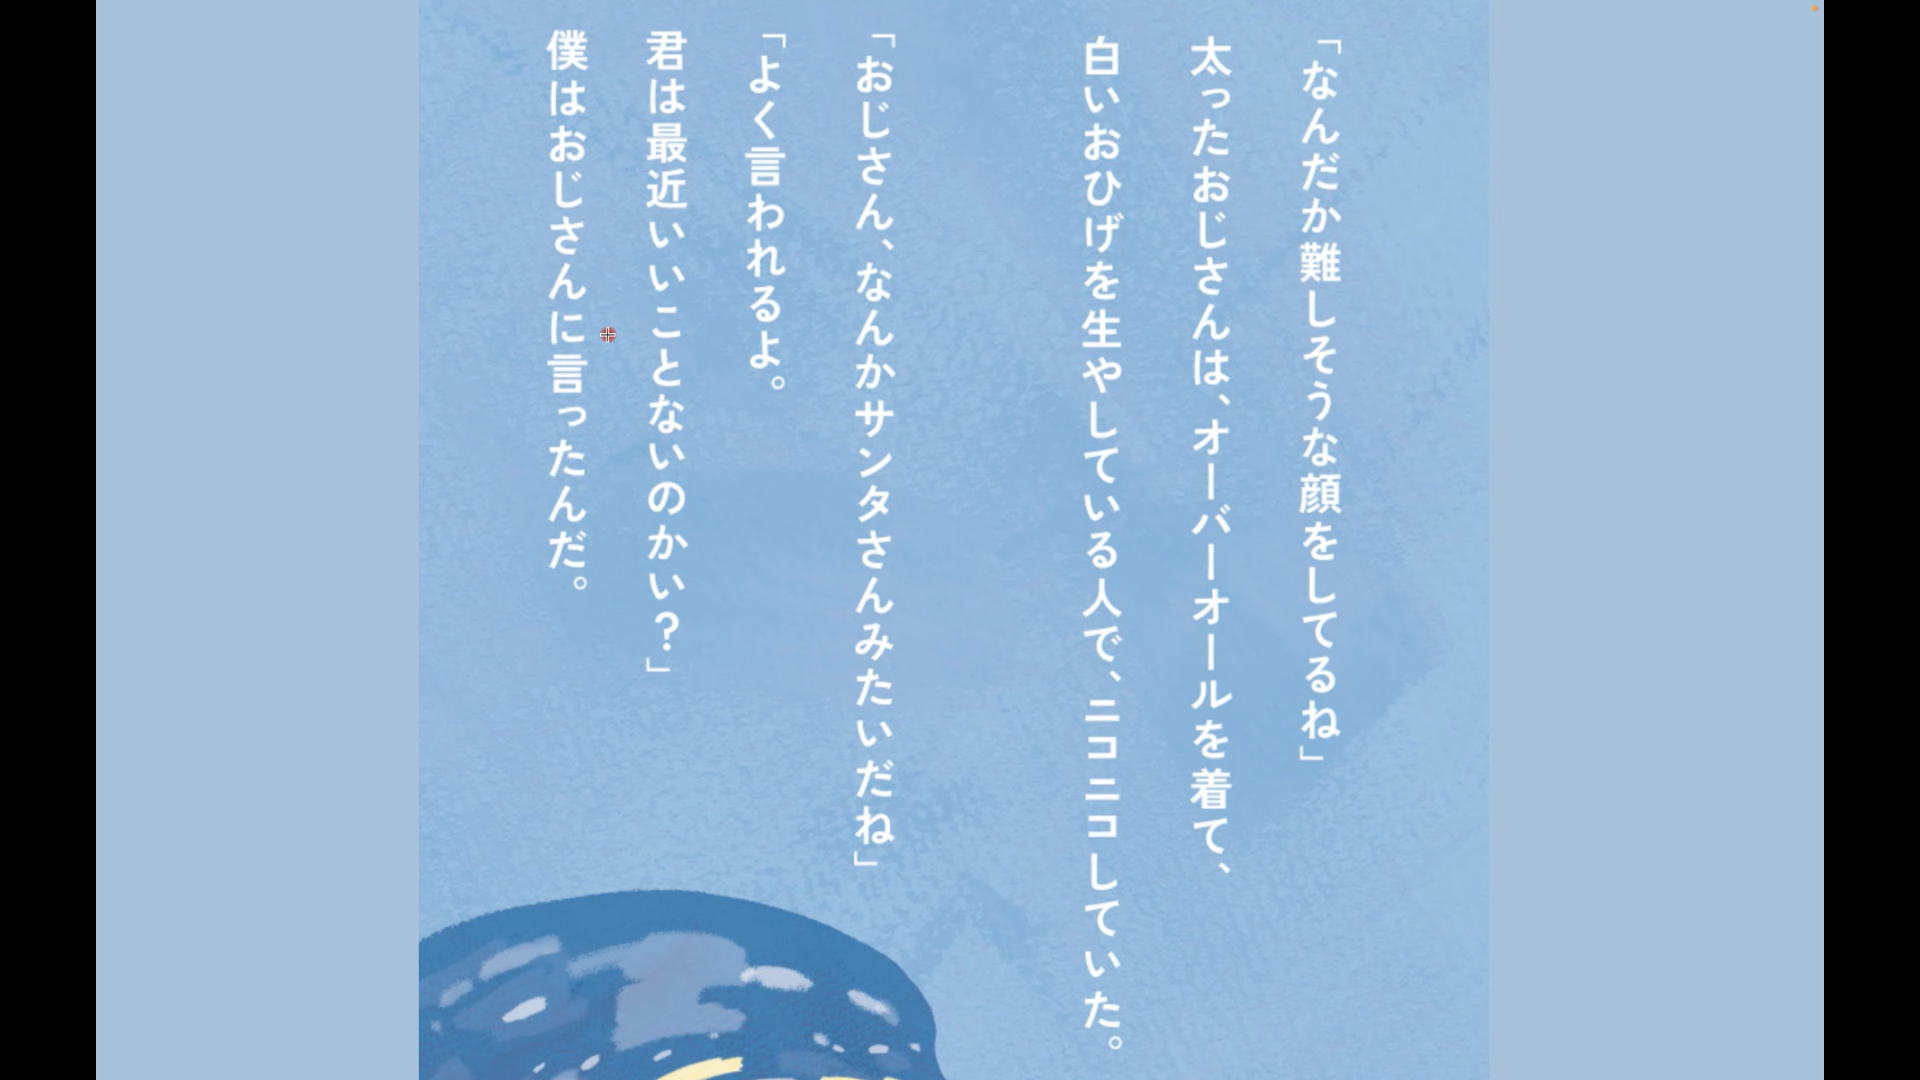 「なんだか難しそうな顔をしてるね」
太ったおじさんは、オーバーオールを着て、
白いおひげを生やしている人で、ニコニコしていた。
「おじさん、なんかサンタさんみたいだね」
「よく言われるよ。
君は最近いいことないのかい？」
僕はおじさんに言ったんだ。